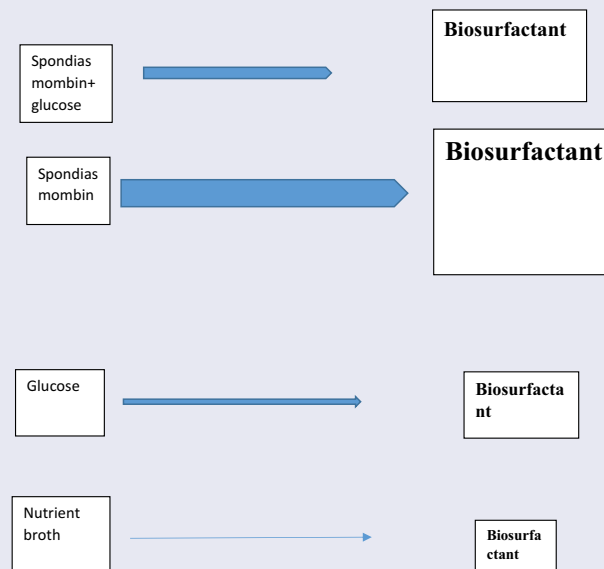 Spondias
mombin+
glucose
Biosurfactant
Spondias
mombin
Biosurfactant
Glucose
Biosurfacta
nt
Nutrient
broth
Biosurfa
ctant